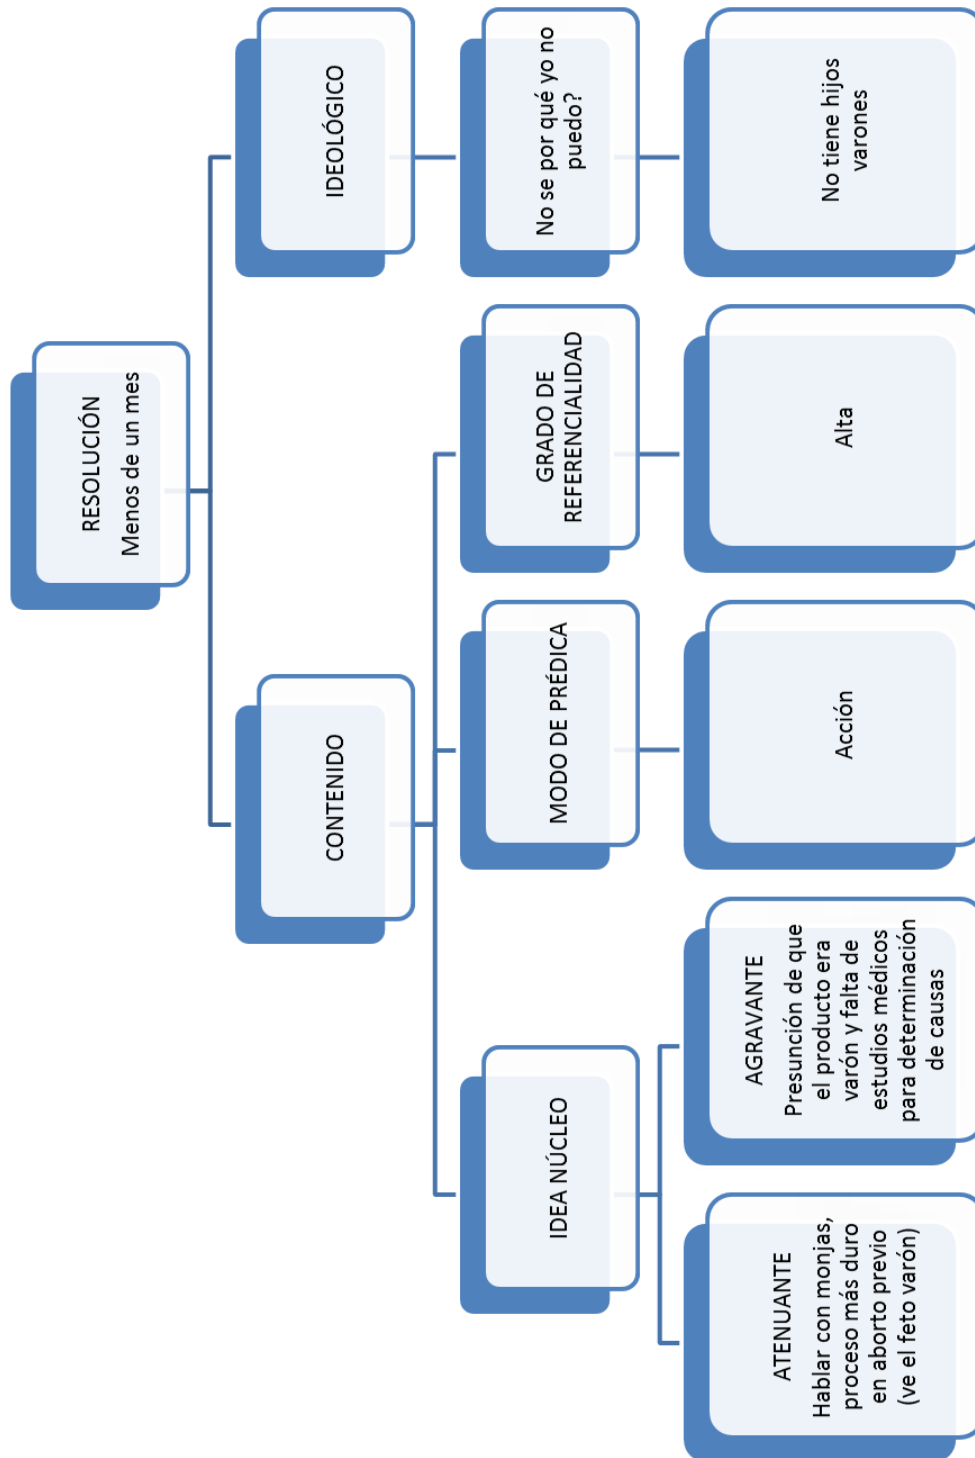 RESOLUCIÓN
Menos de un mes
CONTENIDO
IDEOLÓGICO
IDEA NÚCLEO
MODO DE PRÉDICA
GRADO DE
REFERENCIALIDAD
No se por qué yo no
puedo?
ATENUANTE
Hablar con monjas,
proceso más duro
en aborto previo
(ve el feto varón)
AGRAVANTE
Presunción de que
el producto era
varón y falta de
estudios médicos
para determinación
de causas
Acción
Alta
No tiene hijos
varones